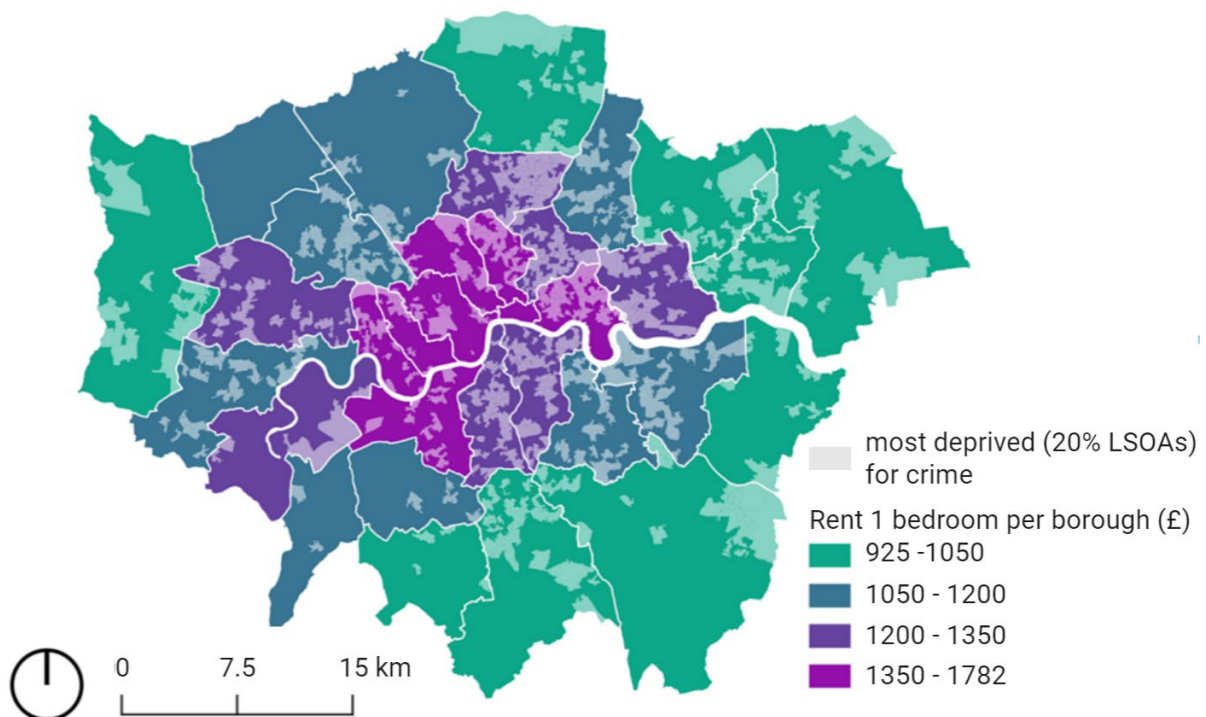 most deprived (20% LSOAs)
for crime
Rent 1 bedroom per borough (£)
925 -1050
1050 - 1200
1200 - 1350
1350 - 1782
0 7.5 15 km